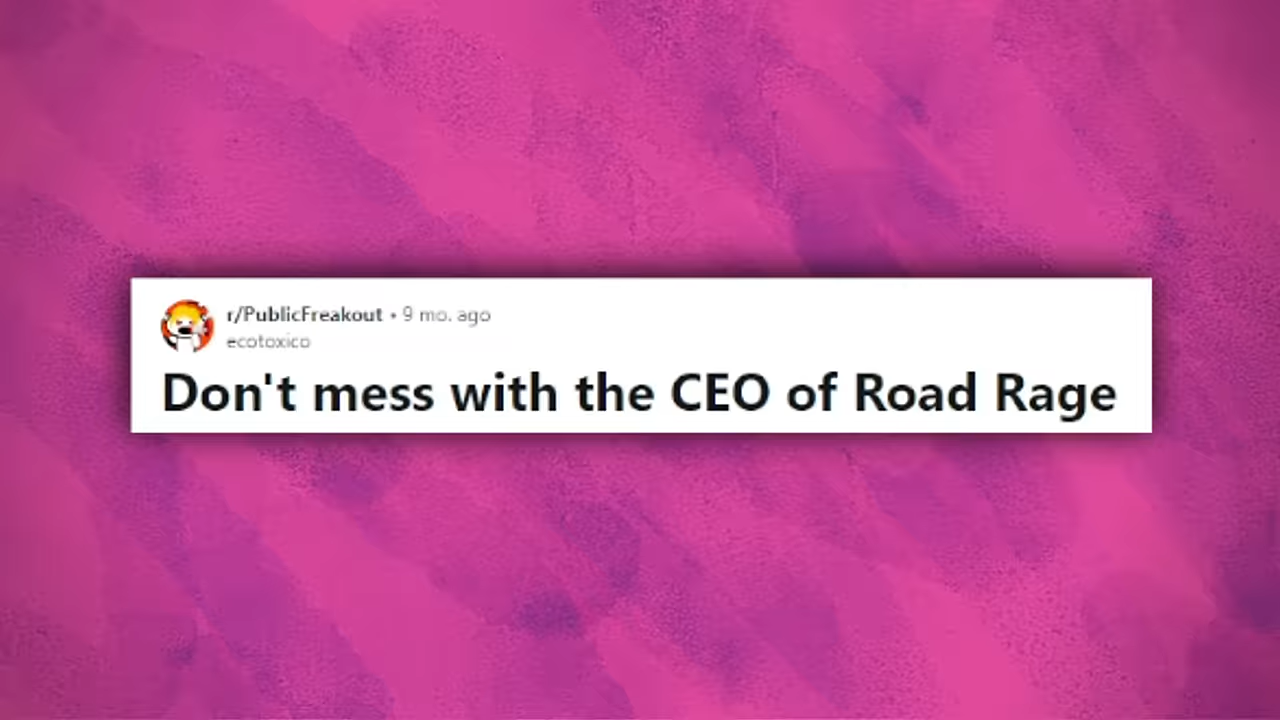 r/PublicFreakout • 9 mo. ago
ecotoxico
Don't mess with the CEO of Road Rage